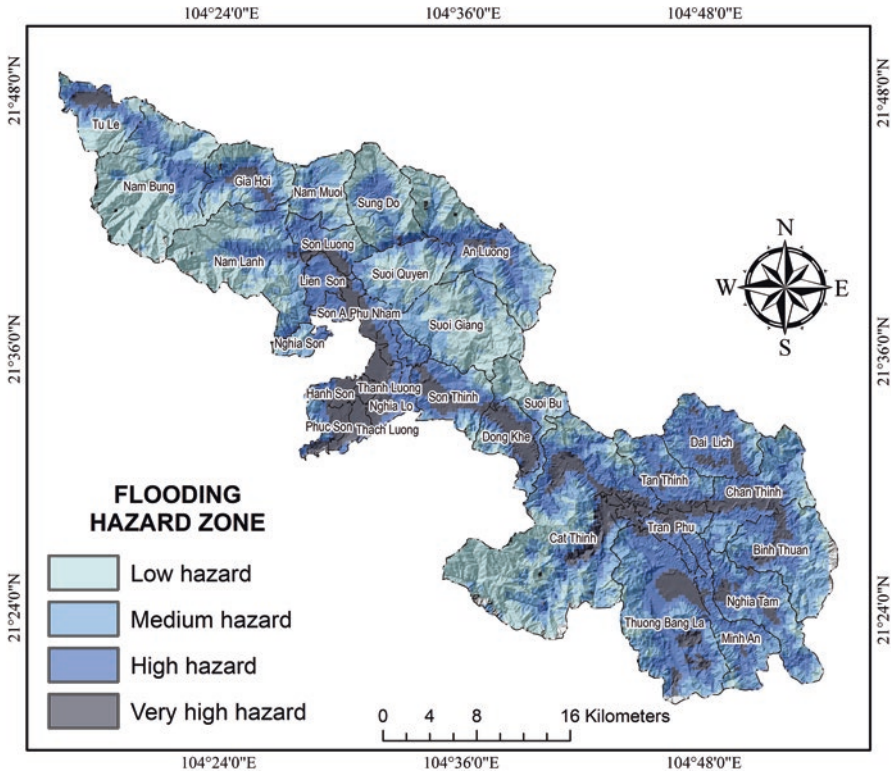 104°24'0"E 104°36'0"E 104°48'0"E
21°48'0"N
21°48'0"N
Tu Le
Nam Bung
Gia Hoi
Nam Muoi
Sung Do
N
W E
S
Son Luong
An Luong
Nam Lanh
Suoi Quyen
Lien Son
Son A Phu Nham
Suoi Giang
Nghia Son
21°36'0"N
21°36'0"N
Hanh Son
Thanh Luong
Nghia Lo
Son Thinh
Suoi Bu
Phuc Son
Thach Luong
Dong Khe
Dai Lich
Tan Thinh
Chan Thinh
Tran Phu
Cat Thinh
Binh Thuan
Nghia Tam
Thuong Bang La
Minh An
21°24'0"N
21°24'0"N
FLOODING
HAZARD ZONE
Low hazard
Medium hazard
High hazard
Very high hazard
0 4 8 16 Kilometers
104°24'0"E 104°36'0"E 104°48'0"E